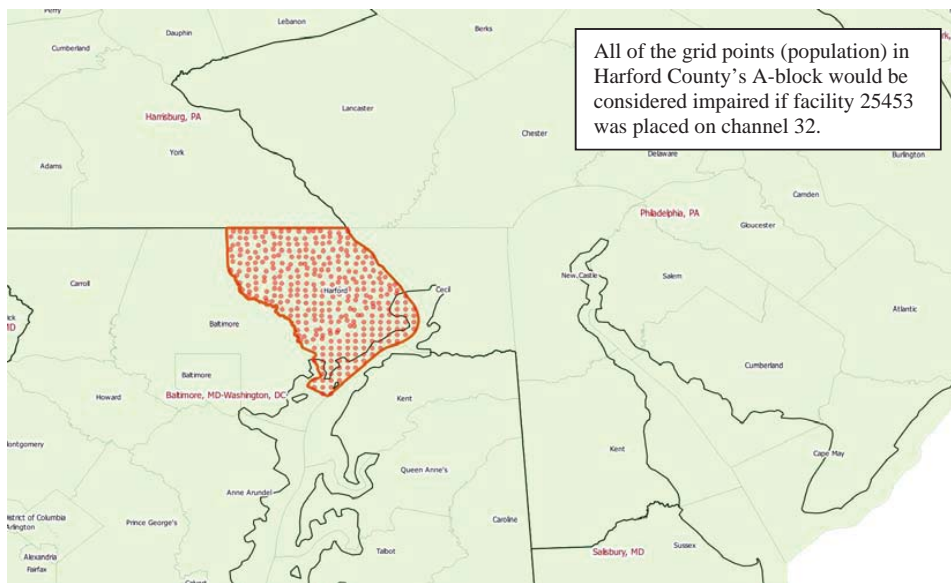 Perry
Dauphin
Lebanon
Berks
Cumberland
All of the grid points (population) in
Harford County's A-block would be
considered impaired if facility 25453
was placed on channel 32.
Lancaster
Harrisburg, PA
Chester
York
Adams
Delaware
Burlington
Camden
Philadelphia, PA
Gloucester
New Castle
Salem
Carroll
Harford
Cecil
MD
Baltimore
Atlantic
Cumberland
Baltimore
Howard
Baltimore, MD-Washington, DC
Kent
Kent
Cape May
Queen Anne's
Anne Arundel
District of Columbia
Arlington
Prince George's
Caroline
Alexandria
Fairfax
Talbot
Salisbury, MD
Sussex